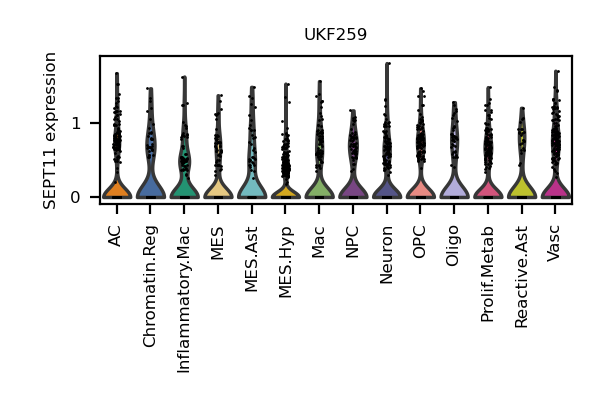 UKF259
SEPT11 expression
1
0
AC
Chromatin.Reg
Inflammatory.Mac
MES
MES.Ast
MES.Hyp
Mac
NPC
Neuron
OPC
Oligo
Prolif.Metab
Reactive.Ast
Vasc